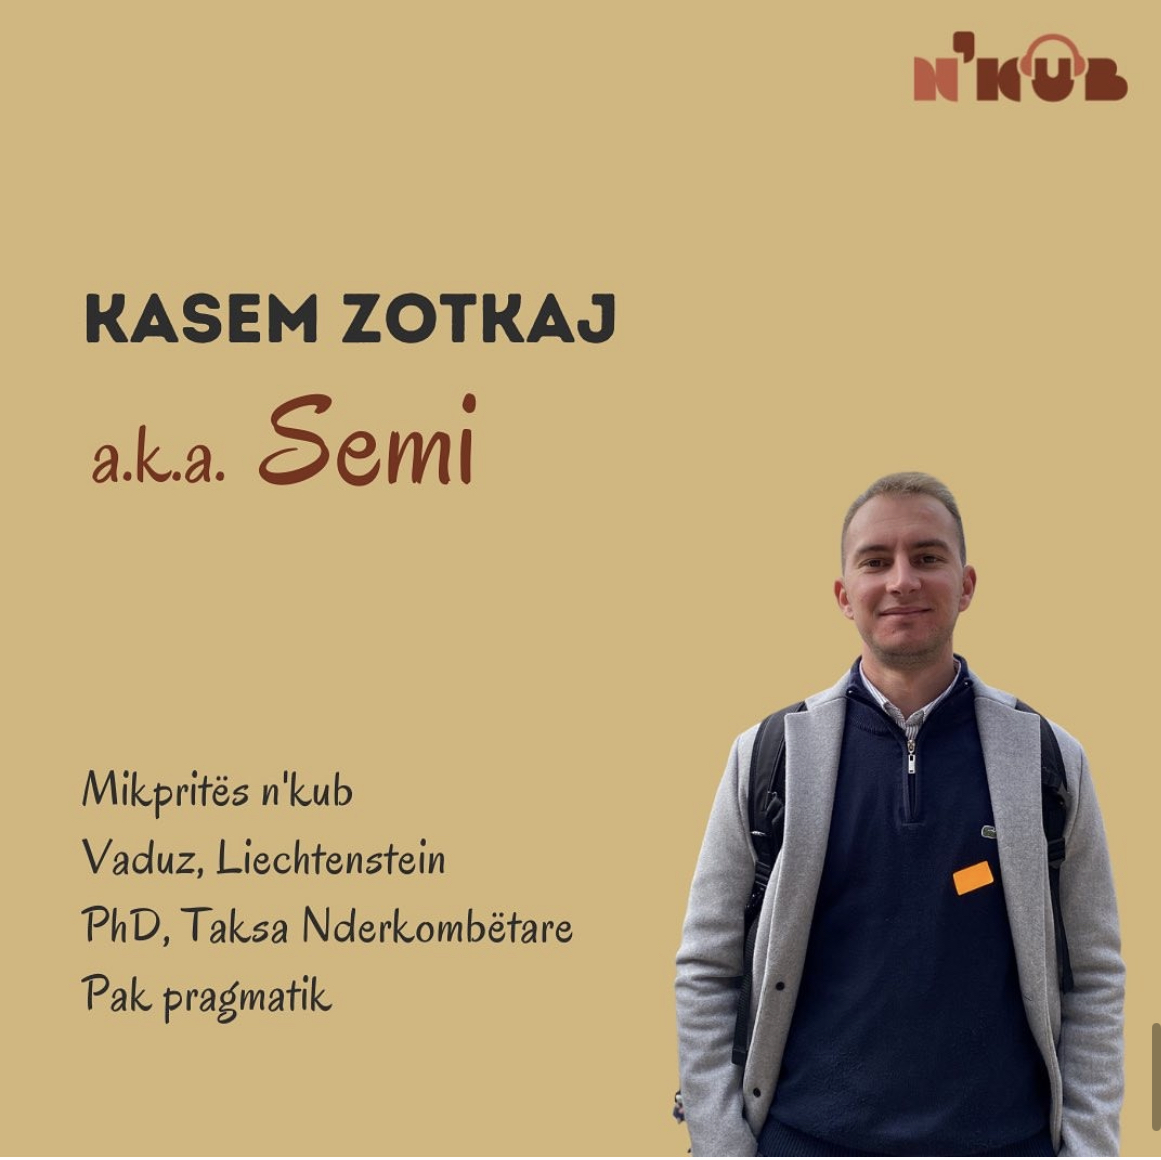 N'KUB
KASEM ZOTKAJ
a.k.a. Semi
Mikpritës n'kub
Vaduz, Liechtenstein
PhD, Taksa Nderkombëtare
Pak pragmatik